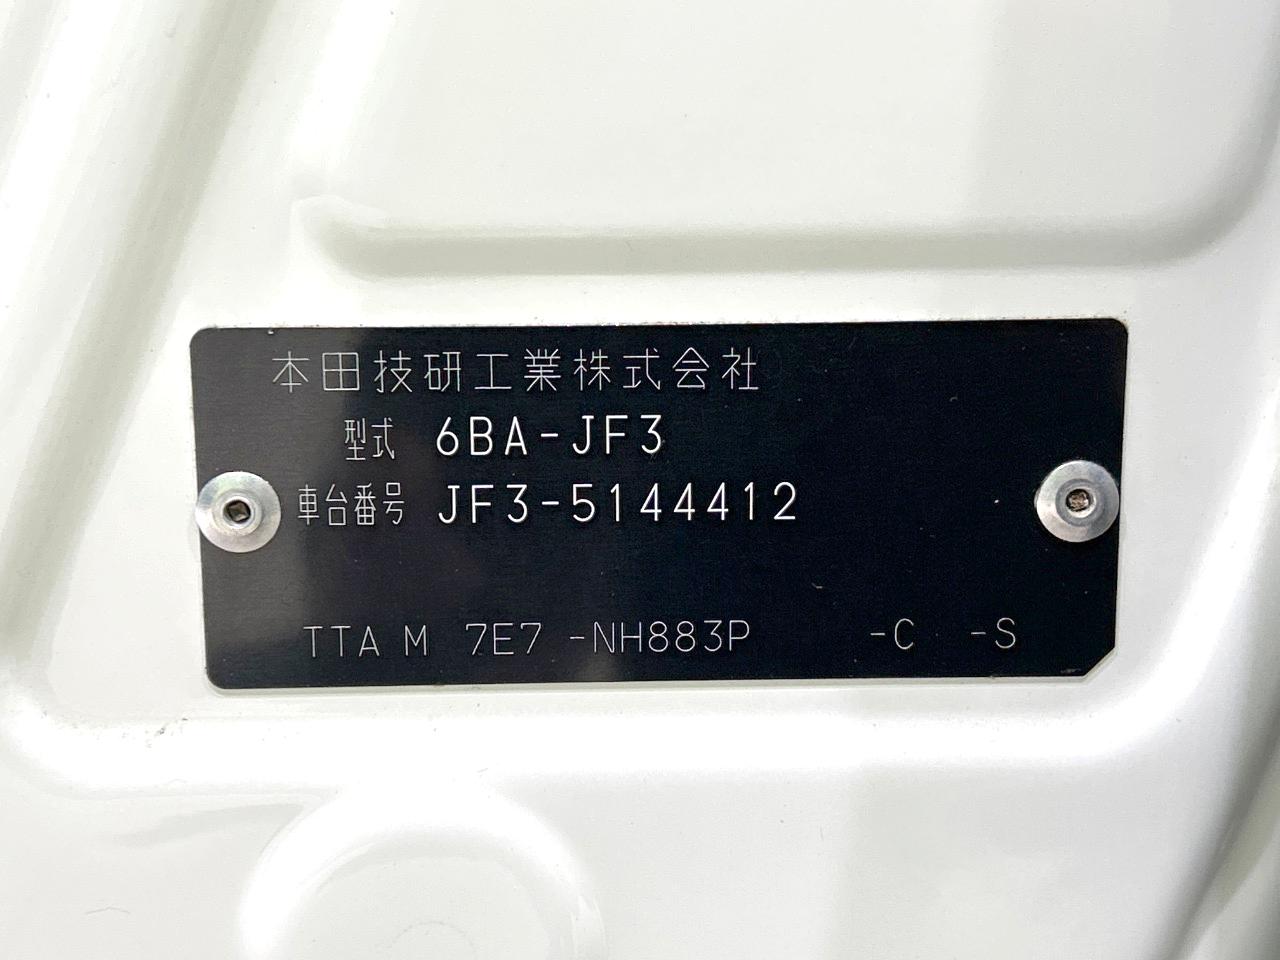 本田技研工業株式会社
型式 6BA-JF3
車台番号 JF3-5144412
TTA M 7E7 -NH883P -C -S